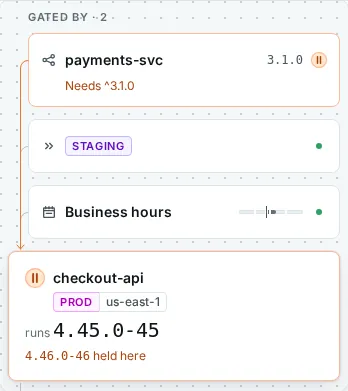 GATED BY · 2
payments-svc 3.1.0
Needs ^3.1.0
STAGING
Business hours
checkout-api
PROD us-east-1
runs 4.45.0-45
4.46.0-46 held here